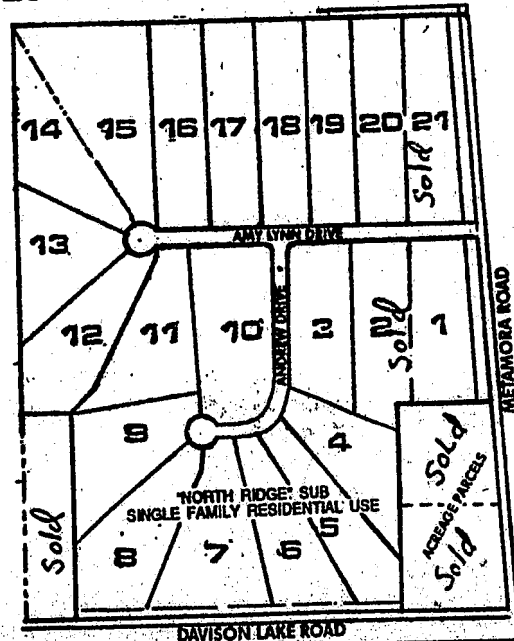 14 15 16 17 18 19 20 21
Sold
AMY LYNN DRIVE
13
METAMORA ROAD
12 11 10 3 2 1
Sold
ANDREW DRIVE
9 4
Sold
ACREAGE PARCELS
Sold
"NORTH RIDGE" SUB
SINGLE FAMILY RESIDENTIAL USE
Sold
8 7 6 5
DAVISON LAKE ROAD